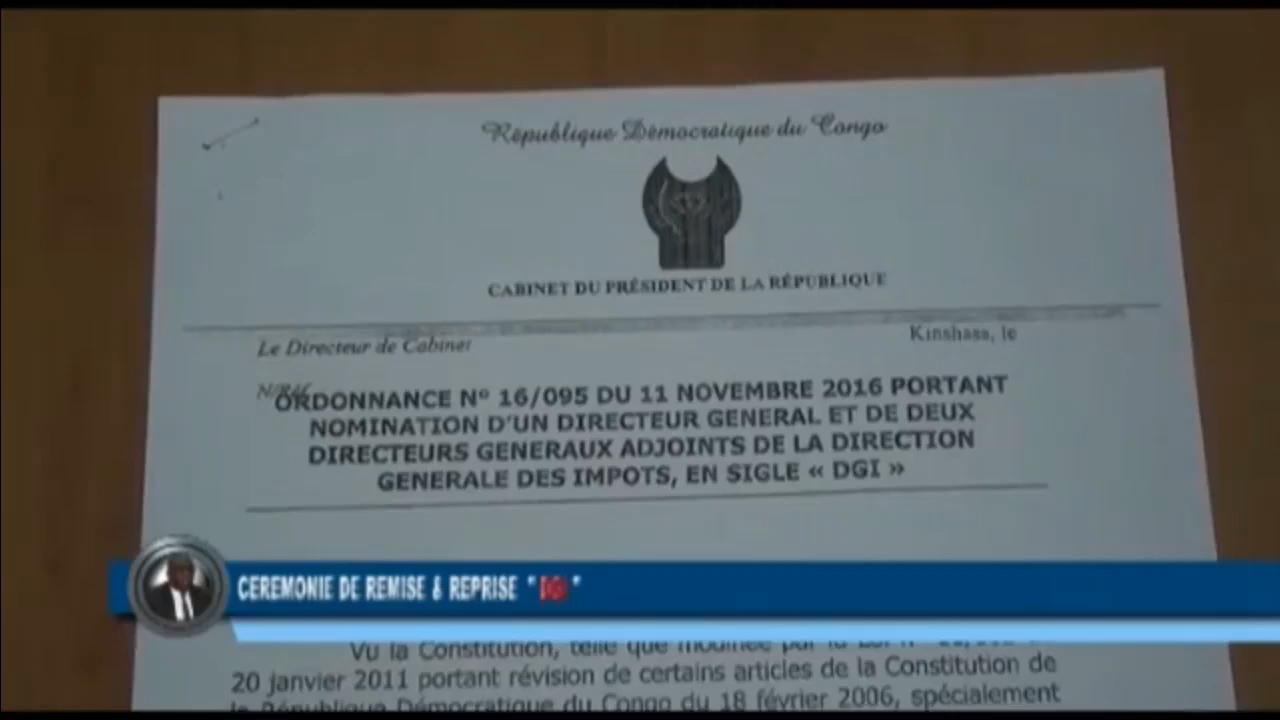 République Démocratique du Congo
CABINET DU PRÉSIDENT DE LA RÉPUBLIQUE
Le Directeur de Cabinet
Kinshasa, le
N/Réf
ORDONNANCE N° 16/095 DU 11 NOVEMBRE 2016 PORTANT
NOMINATION D'UN DIRECTEUR GENERAL ET DE DEUX
DIRECTEURS GENERAUX ADJOINTS DE LA DIRECTION
GENERALE DES IMPOTS, EN SIGLE « DGI »
CEREMONIE DE REMISE & REPRISE "DGI"
Vu la Constitution, telle que modifiée par la Loi n°
20 janvier 2011 portant révision de certains articles de la Constitution de
la République Démocratique du Congo du 18 février 2006, spécialement